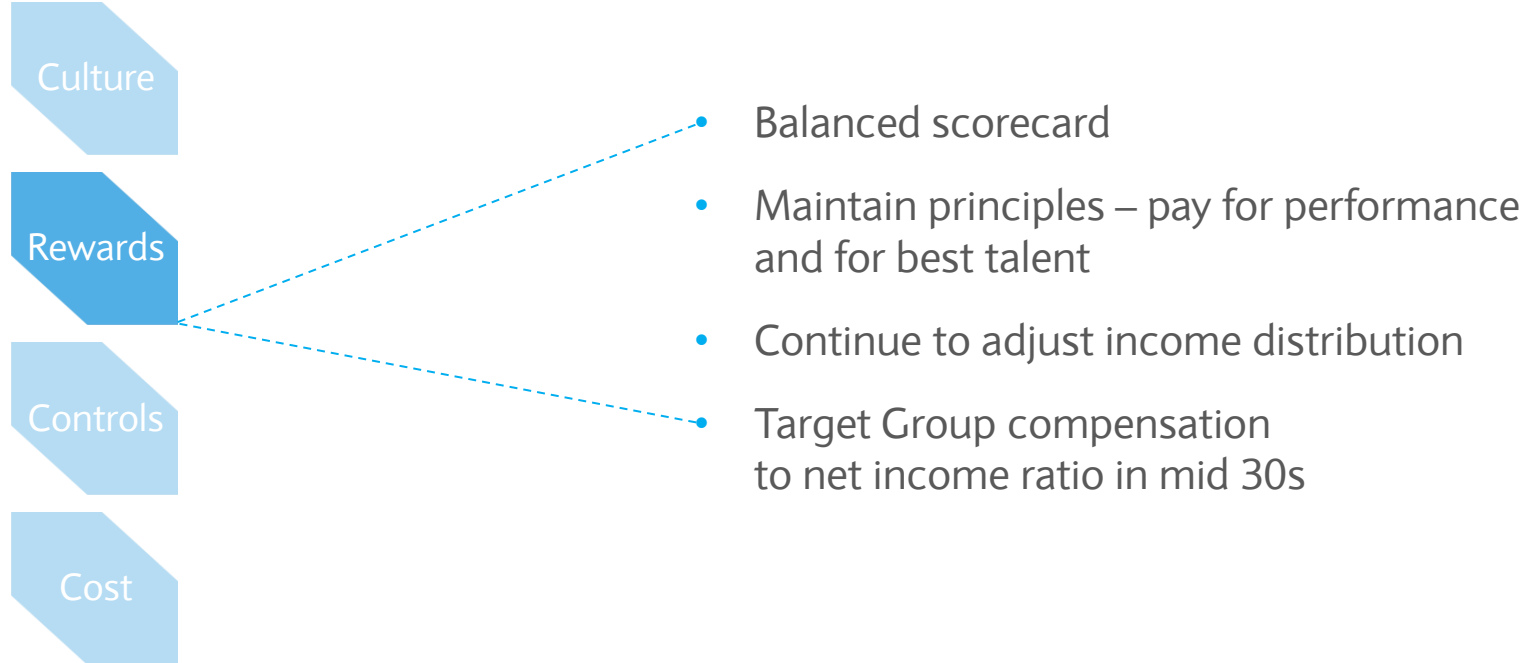 Culture
Rewards
Controls
Cost
• Balanced scorecard
• Maintain principles – pay for performance
and for best talent
• Continue to adjust income distribution
• Target Group compensation
to net income ratio in mid 30s